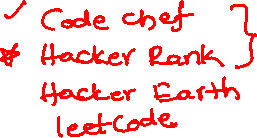 ✓ Code chef
* Hacker Rank
Hacker Earth
leetCode